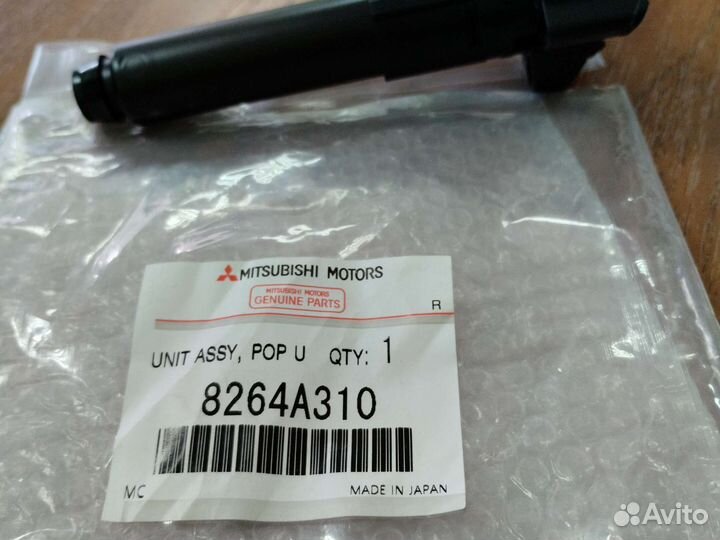 MITSUBISHI MOTORS
MITSUBISHI MOTORS
GENUINE PARTS
R
UNIT ASSY, POP U QTY: 1
8264A310
MC MADE IN JAPAN
Avito